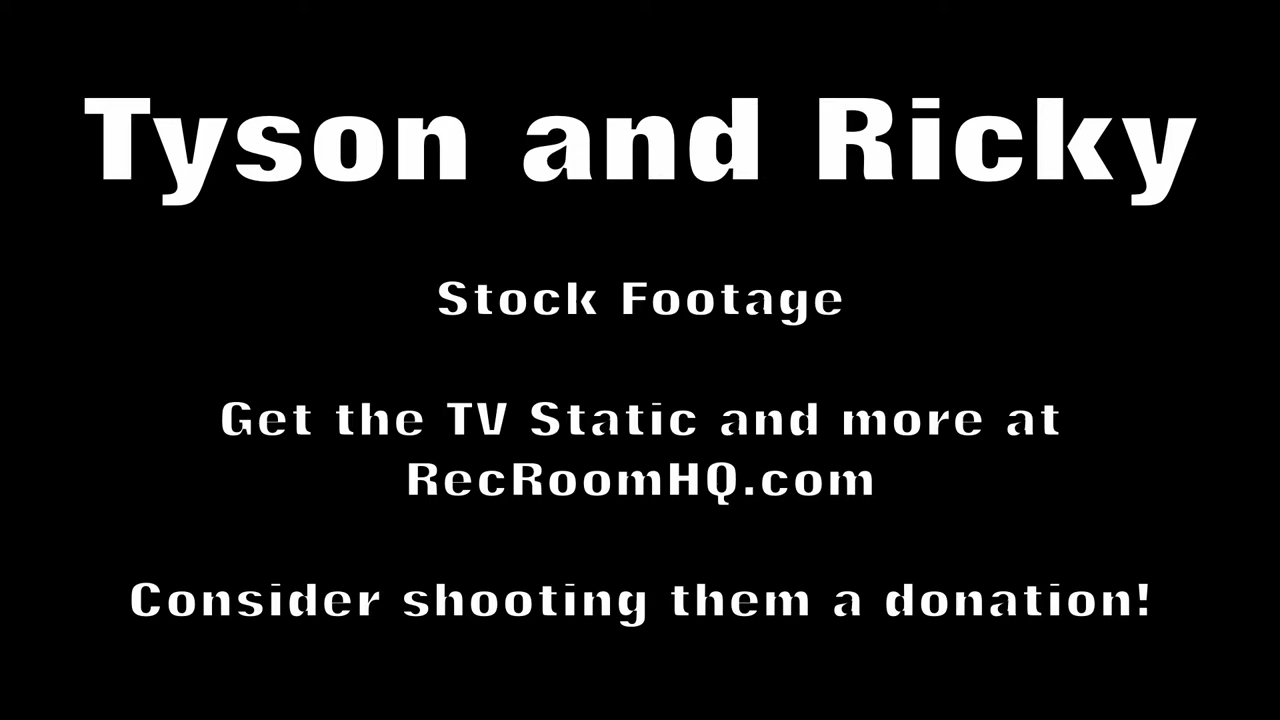 Tyson and Ricky
Stock Footage
Get the TV Static and more at
RecRoomHQ.com
Consider shooting them a donation!